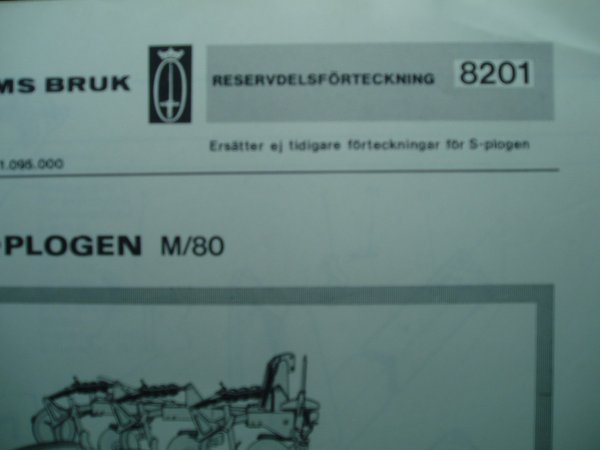 MS BRUK
RESERVDELSFÖRTECKNING 8201
Ersätter ej tidigare förteckningar för S-plogen
1.095.000
PLOGEN M/80